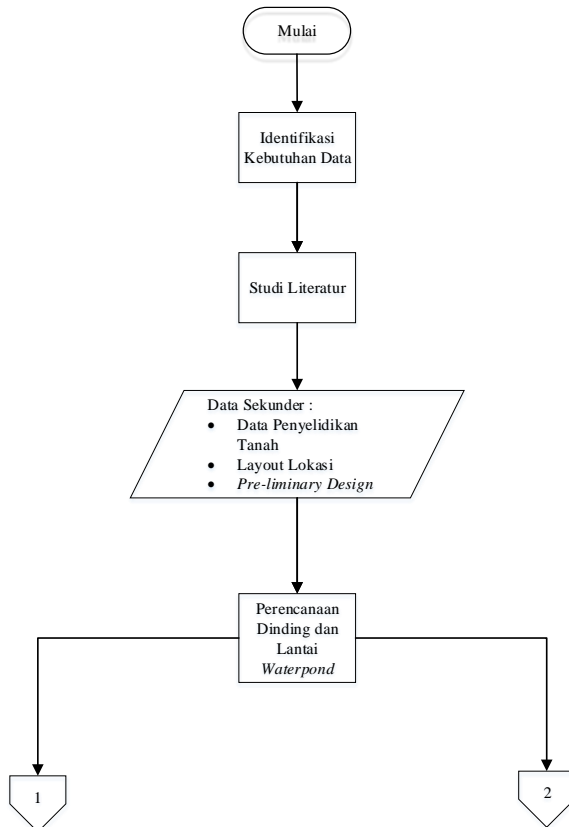 Mulai
Identifikasi
Kebutuhan Data
Studi Literatur
Data Sekunder :
• Data Penyelidikan
Tanah
• Layout Lokasi
• Pre-liminary Design
Perencanaan
Dinding dan
Lantai
Waterpond
1
2